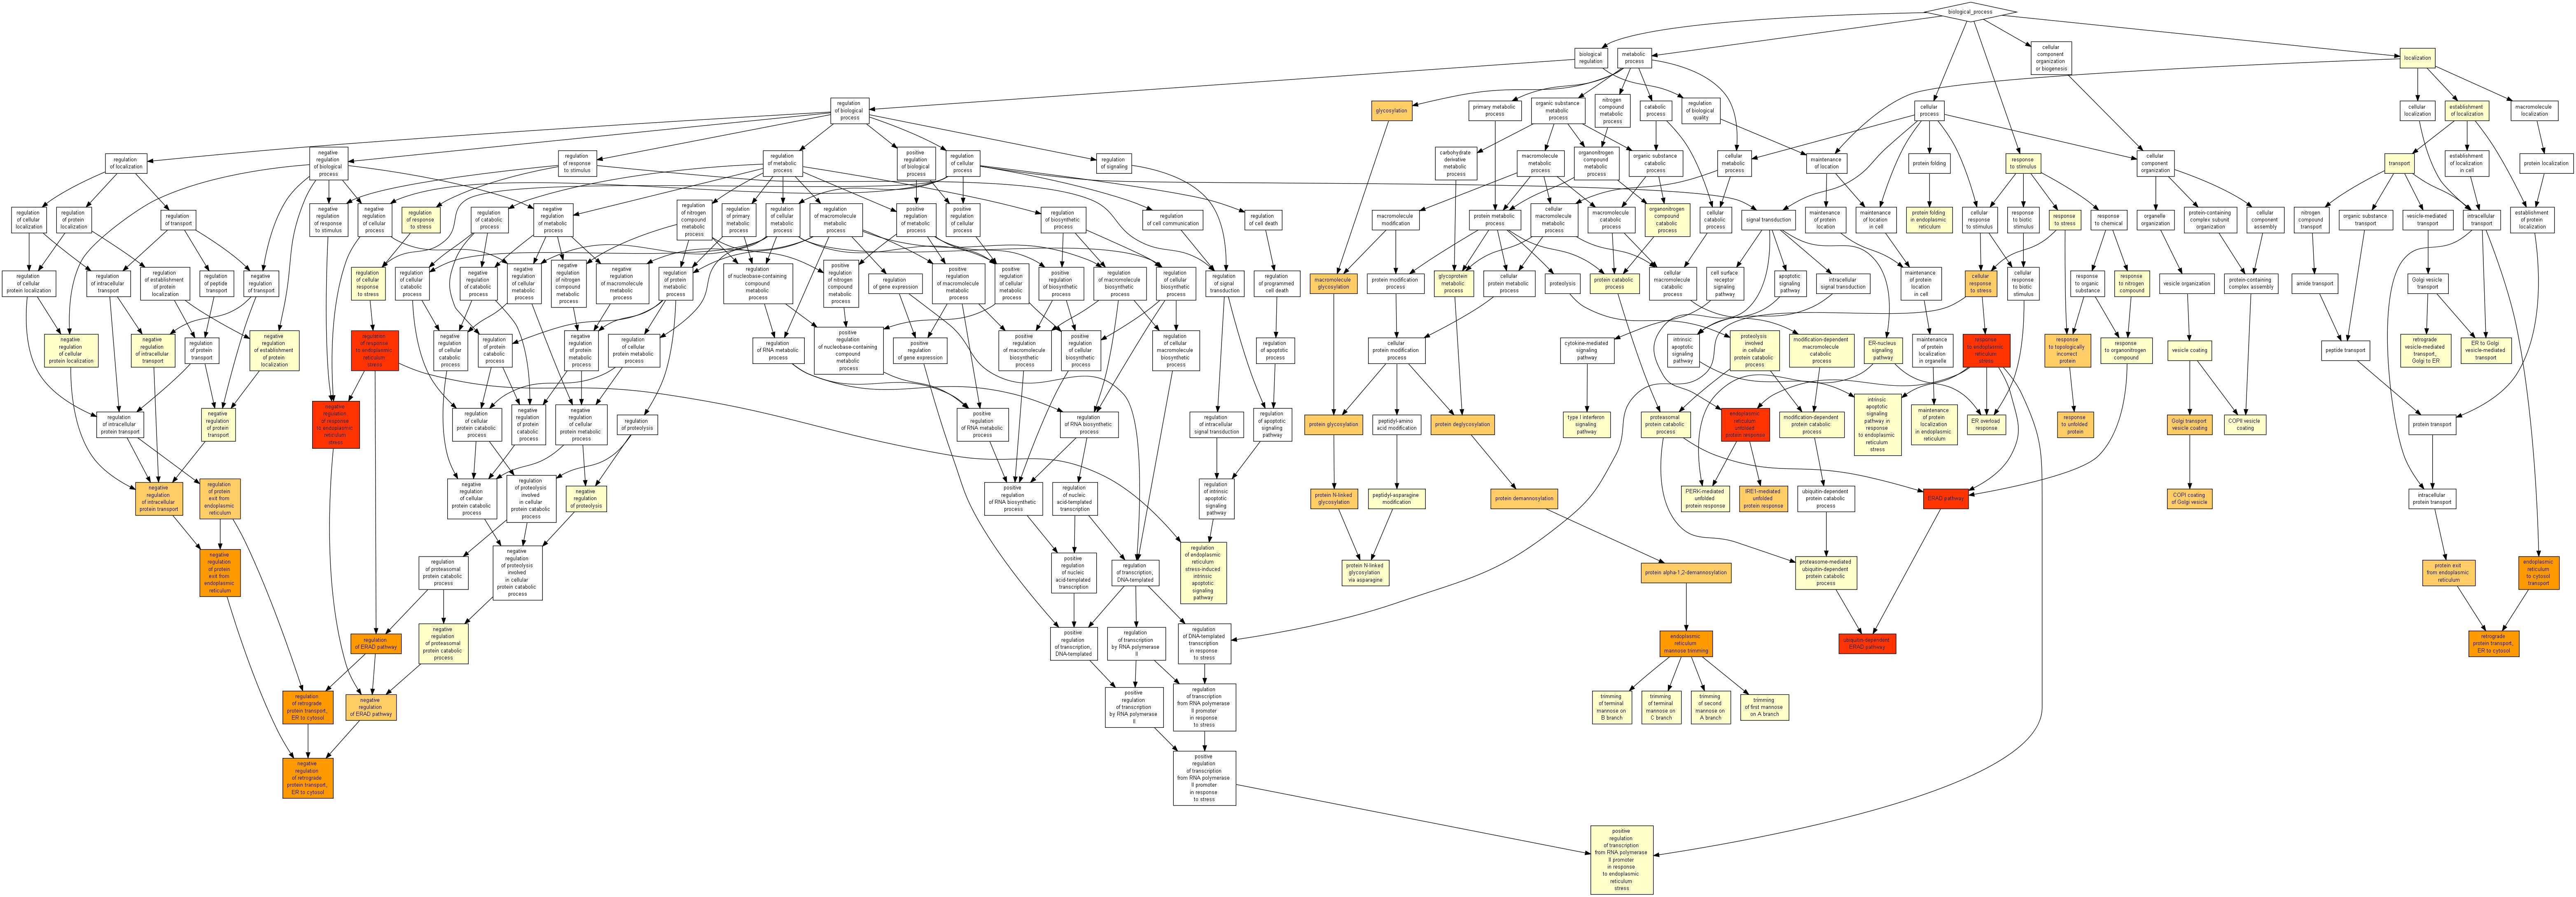 biological_process
biological
regulation
metabolic
process
cellular
component
organization
or biogenesis
localization
regulation
of biological
process
glycosylation
primary metabolic
process
organic substance
metabolic
process
nitrogen
compound
metabolic
process
catabolic
process
regulation
of biological
quality
cellular
process
cellular
localization
establishment
of localization
macromolecule
localization
regulation
of localization
negative
regulation
of biological
process
regulation
of response
to stimulus
regulation
of metabolic
process
positive
regulation
of biological
process
regulation
of cellular
process
regulation
of signaling
carbohydrate
derivative
metabolic
process
macromolecule
metabolic
process
organonitrogen
compound
metabolic
process
organic substance
catabolic
process
cellular
metabolic
process
maintenance
of location
protein folding
response
to stimulus
cellular
component
organization
transport
establishment
of localization
in cell
protein localization
regulation
of cellular
localization
regulation
of protein
localization
regulation
of transport
negative
regulation
of response
to stimulus
negative
regulation
of cellular
process
regulation
of response
to stress
regulation
of catabolic
process
negative
regulation
of metabolic
process
regulation
of nitrogen
compound
metabolic
process
regulation
of primary
metabolic
process
regulation
of cellular
metabolic
process
regulation
of macromolecule
metabolic
process
positive
regulation
of metabolic
process
positive
regulation
of cellular
process
regulation
of biosynthetic
process
regulation
of cell communication
regulation
of cell death
macromolecule
modification
protein metabolic
process
cellular
macromolecule
metabolic
process
macromolecule
catabolic
process
organonitrogen
compound
catabolic
process
cellular
catabolic
process
signal transduction
maintenance
of protein
location
maintenance
of location
in cell
protein folding
in endoplasmic
reticulum
cellular
response
to stimulus
response
to biotic
stimulus
response
to stress
response
to chemical
organelle
organization
protein-containing
complex subunit
organization
cellular
component
assembly
nitrogen
compound
transport
organic substance
transport
vesicle-mediated
transport
intracellular
transport
establishment
of protein
localization
regulation
of cellular
protein localization
regulation
of intracellular
transport
regulation
of establishment
of protein
localization
regulation
of peptide
transport
negative
regulation
of transport
regulation
of cellular
response
to stress
regulation
of cellular
catabolic
process
negative
regulation
of catabolic
process
negative
regulation
of cellular
metabolic
process
negative
regulation
of nitrogen
compound
metabolic
process
negative
regulation
of macromolecule
metabolic
process
regulation
of protein
metabolic
process
regulation
of nucleobase-containing
compound
metabolic
process
positive
regulation
of nitrogen
compound
metabolic
process
regulation
of gene expression
positive
regulation
of macromolecule
metabolic
process
positive
regulation
of cellular
metabolic
process
positive
regulation
of biosynthetic
process
regulation
of macromolecule
biosynthetic
process
regulation
of cellular
biosynthetic
process
regulation
of signal
transduction
regulation
of programmed
cell death
macromolecule
glycosylation
protein modification
process
glycoprotein
metabolic
process
cellular
protein metabolic
process
proteolysis
protein catabolic
process
cellular
macromolecule
catabolic
process
cell surface
receptor
signaling
pathway
apoptotic
signaling
pathway
intracellular
signal transduction
maintenance
of protein
location
in cell
cellular
response
to stress
cellular
response
to biotic
stimulus
response
to organic
substance
response
to nitrogen
compound
vesicle organization
protein-containing
complex assembly
amide transport
Golgi vesicle
transport
negative
regulation
of cellular
protein localization
negative
regulation
of intracellular
transport
regulation
of protein
transport
negative
regulation
of establishment
of protein
localization
regulation
of response
to endoplasmic
reticulum
stress
negative
regulation
of cellular
catabolic
process
regulation
of protein
catabolic
process
negative
regulation
of protein
metabolic
process
regulation
of cellular
protein metabolic
process
regulation
of RNA metabolic
process
positive
regulation
of nucleobase-containing
compound
metabolic
process
positive
regulation
of gene expression
positive
regulation
of macromolecule
biosynthetic
process
positive
regulation
of cellular
biosynthetic
process
regulation
of cellular
macromolecule
biosynthetic
process
regulation
of apoptotic
process
cellular
protein modification
process
cytokine-mediated
signaling
pathway
intrinsic
apoptotic
signaling
pathway
proteolysis
involved
in cellular
protein catabolic
process
modification-dependent
macromolecule
catabolic
process
ER-nucleus
signaling
pathway
maintenance
of protein
localization
in organelle
response
to endoplasmic
reticulum
stress
response
to topologically
incorrect
protein
response
to organonitrogen
compound
vesicle coating
peptide transport
retrograde
vesicle-mediated
transport,
Golgi to ER
ER to Golgi
vesicle-mediated
transport
regulation
of intracellular
protein transport
negative
regulation
of protein
transport
negative
regulation
of response
to endoplasmic
reticulum
stress
regulation
of cellular
protein catabolic
process
negative
regulation
of protein
catabolic
process
negative
regulation
of cellular
protein metabolic
process
regulation
of proteolysis
positive
regulation
of RNA metabolic
process
regulation
of RNA biosynthetic
process
regulation
of intracellular
signal transduction
regulation
of apoptotic
signaling
pathway
protein glycosylation
peptidyl-amino
acid modification
protein deglycosylation
type I interferon
signaling
pathway
proteasomal
protein catabolic
process
endoplasmic
reticulum
unfolded
protein response
modification-dependent
protein catabolic
process
intrinsic
apoptotic
signaling
pathway in
response
to endoplasmic
reticulum
stress
maintenance
of protein
localization
in endoplasmic
reticulum
ER overload
response
response
to unfolded
protein
Golgi transport
vesicle coating
COPII vesicle
coating
protein transport
negative
regulation
of intracellular
protein transport
regulation
of protein
exit from
endoplasmic
reticulum
negative
regulation
of cellular
protein catabolic
process
regulation
of proteolysis
involved
in cellular
protein catabolic
process
negative
regulation
of proteolysis
positive
regulation
of RNA biosynthetic
process
regulation
of nucleic
acid-templated
transcription
regulation
of intrinsic
apoptotic
signaling
pathway
protein N-linked
glycosylation
peptidyl-asparagine
modification
protein demannosylation
PERK-mediated
unfolded
protein response
IRE1-mediated
unfolded
protein response
ubiquitin-dependent
protein catabolic
process
ERAD pathway
COPI coating
of Golgi vesicle
intracellular
protein transport
negative
regulation
of protein
exit from
endoplasmic
reticulum
regulation
of proteasomal
protein catabolic
process
negative
regulation
of proteolysis
involved
in cellular
protein catabolic
process
positive
regulation
of nucleic
acid-templated
transcription
regulation
of transcription,
DNA-templated
regulation
of endoplasmic
reticulum
stress-induced
intrinsic
apoptotic
signaling
pathway
protein N-linked
glycosylation
via asparagine
protein alpha-1,2-demannosylation
proteasome-mediated
ubiquitin-dependent
protein catabolic
process
protein exit
from endoplasmic
reticulum
endoplasmic
reticulum
to cytosol
transport
regulation
of ERAD pathway
negative
regulation
of proteasomal
protein catabolic
process
positive
regulation
of transcription,
DNA-templated
regulation
of transcription
by RNA polymerase
II
regulation
of DNA-templated
transcription
in response
to stress
endoplasmic
reticulum
mannose trimming
ubiquitin-dependent
ERAD pathway
retrograde
protein transport,
ER to cytosol
regulation
of retrograde
protein transport,
ER to cytosol
negative
regulation
of ERAD pathway
positive
regulation
of transcription
by RNA polymerase
II
regulation
of transcription
from RNA polymerase
II promoter
in response
to stress
trimming
of terminal
mannose on
B branch
trimming
of terminal
mannose on
C branch
trimming
of second
mannose on
A branch
trimming
of first mannose
on A branch
negative
regulation
of retrograde
protein transport,
ER to cytosol
positive
regulation
of transcription
from RNA polymerase
II promoter
in response
to stress
positive
regulation
of transcription
from RNA polymerase
II promoter
in response
to endoplasmic
reticulum
stress